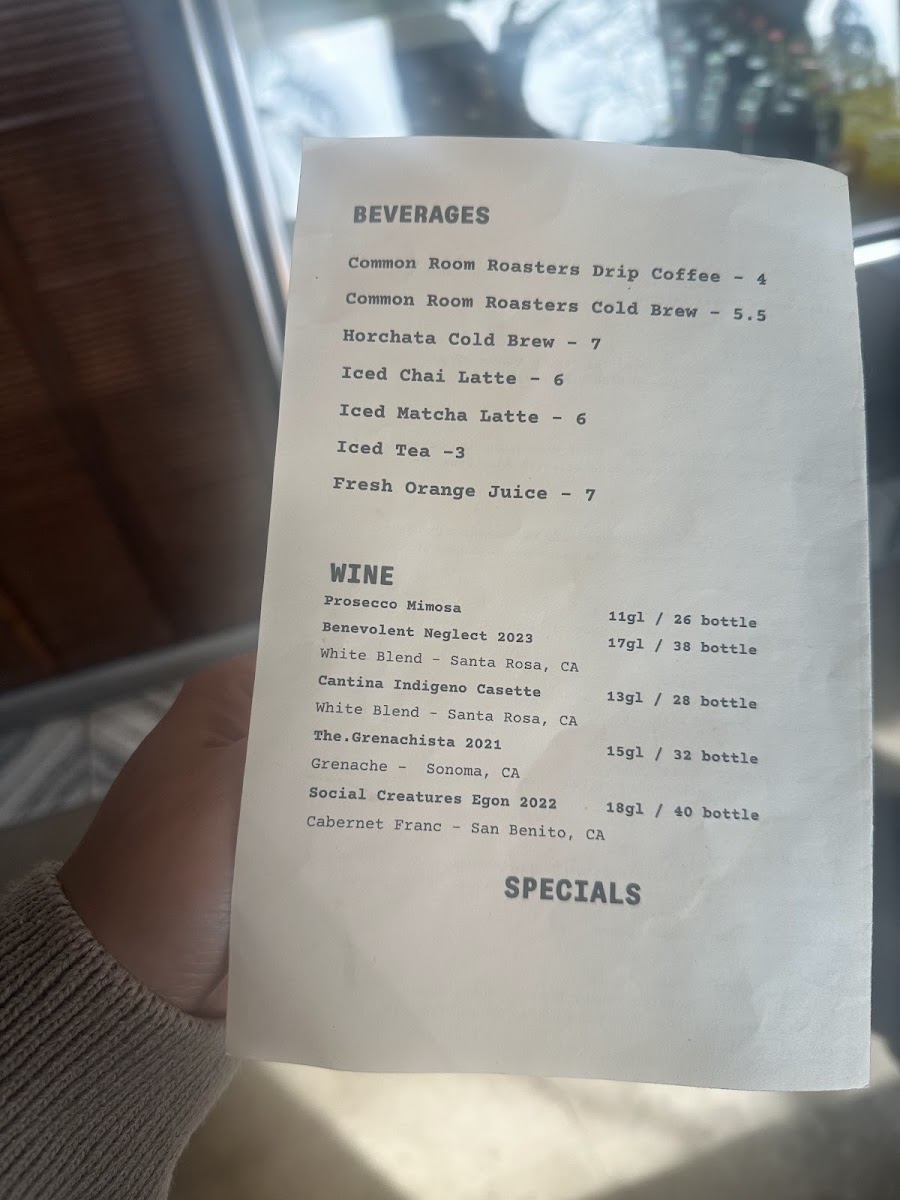 BEVERAGES
Common Room Roasters Drip Coffee - 4
Common Room Roasters Cold Brew - 5.5
Horchata Cold Brew - 7
Iced Chai Latte - 6
Iced Matcha Latte - 6
Iced Tea -3
Fresh Orange Juice - 7
WINE
Prosecco Mimosa 11gl / 26 bottle
Benevolent Neglect 2023 17gl / 38 bottle
White Blend - Santa Rosa, CA
Cantina Indigeno Casette 13gl / 28 bottle
White Blend - Santa Rosa, CA
The.Grenachista 2021 15gl / 32 bottle
Grenache - Sonoma, CA
Social Creatures Egon 2022 18gl / 40 bottle
Cabernet Franc - San Benito, CA
SPECIALS